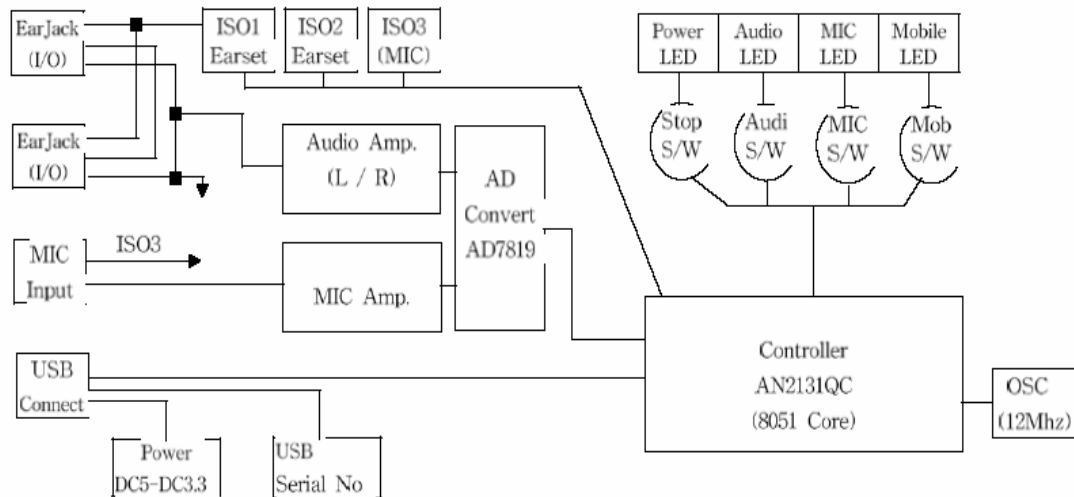 EarJack
(I/O)
ISO1
Earset
ISO2
Earset
ISO3
(MIC)
Power
LED
Audio
LED
MIC
LED
Mobile
LED
Stop
S/W
Audi
S/W
MIC
S/W
Mob
S/W
EarJack
(I/O)
Audio Amp.
(L / R)
AD
Convert
AD7819
MIC
Input
ISO3
MIC Amp.
Controller
AN2131QC
(8051 Core)
OSC
(12Mhz)
USB
Connect
Power
DC5-DC3.3
USB
Serial No